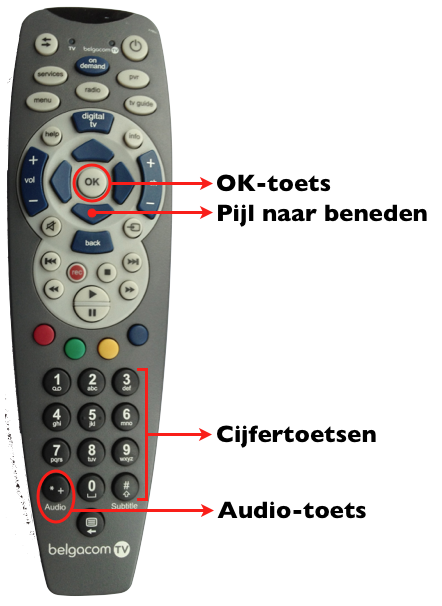 TV
belgacom TV
on
demand
services
pvr
radio
menu
tv guide
digital
tv
help
info
+
+
vol
OK
OK-toets
−
−
Pijl naar beneden
back
rec
1
2
abc
3
def
4
ghi
5
jkl
6
mno
Cijfertoetsen
7
pqrs
8
tuv
9
wxyz
* +
0
#
Audio
Subtitle
Audio-toets
belgacom TV